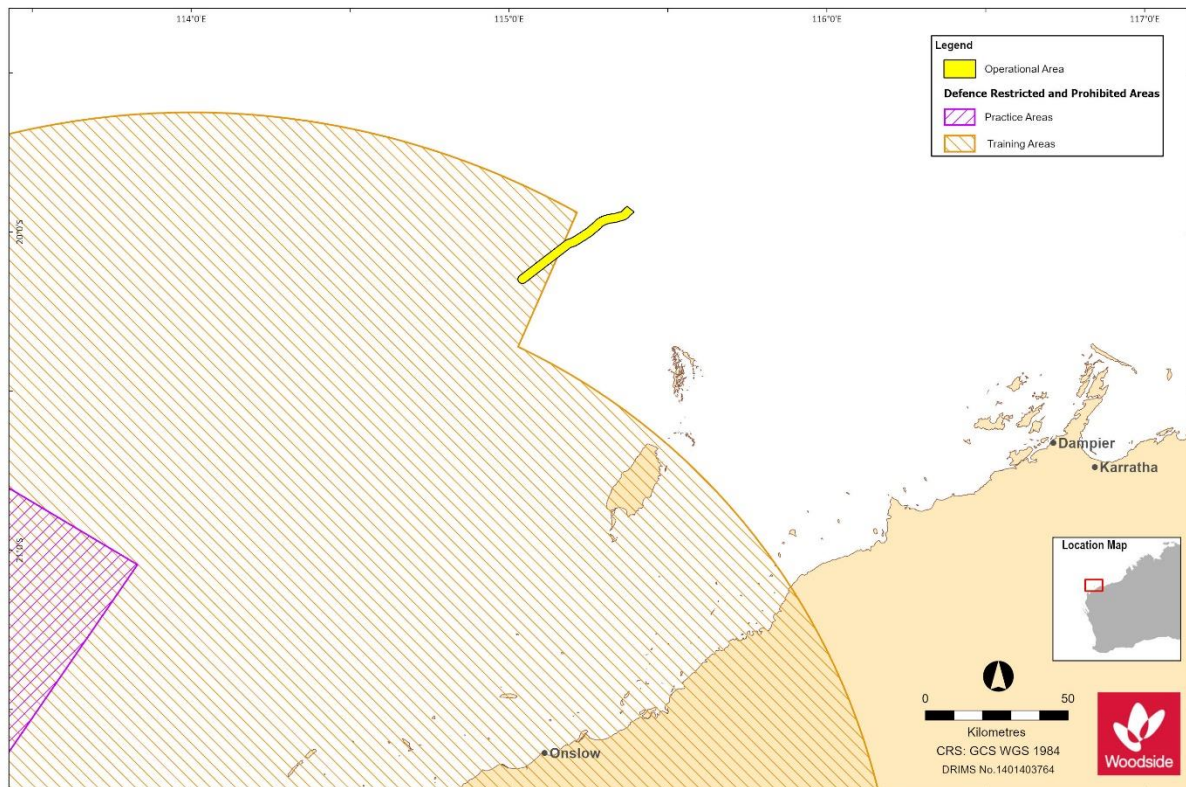 114°0'E
115°0'E
116°0'E
117°0'E
Legend
Operational Area
Defence Restricted and Prohibited Areas
Practice Areas
Training Areas
20°0'S
Dampier
Karratha
21°0'S
Location Map
Onslow
0 50
Kilometres
CRS: GCS WGS 1984
DRIMS No.1401403764
Woodside